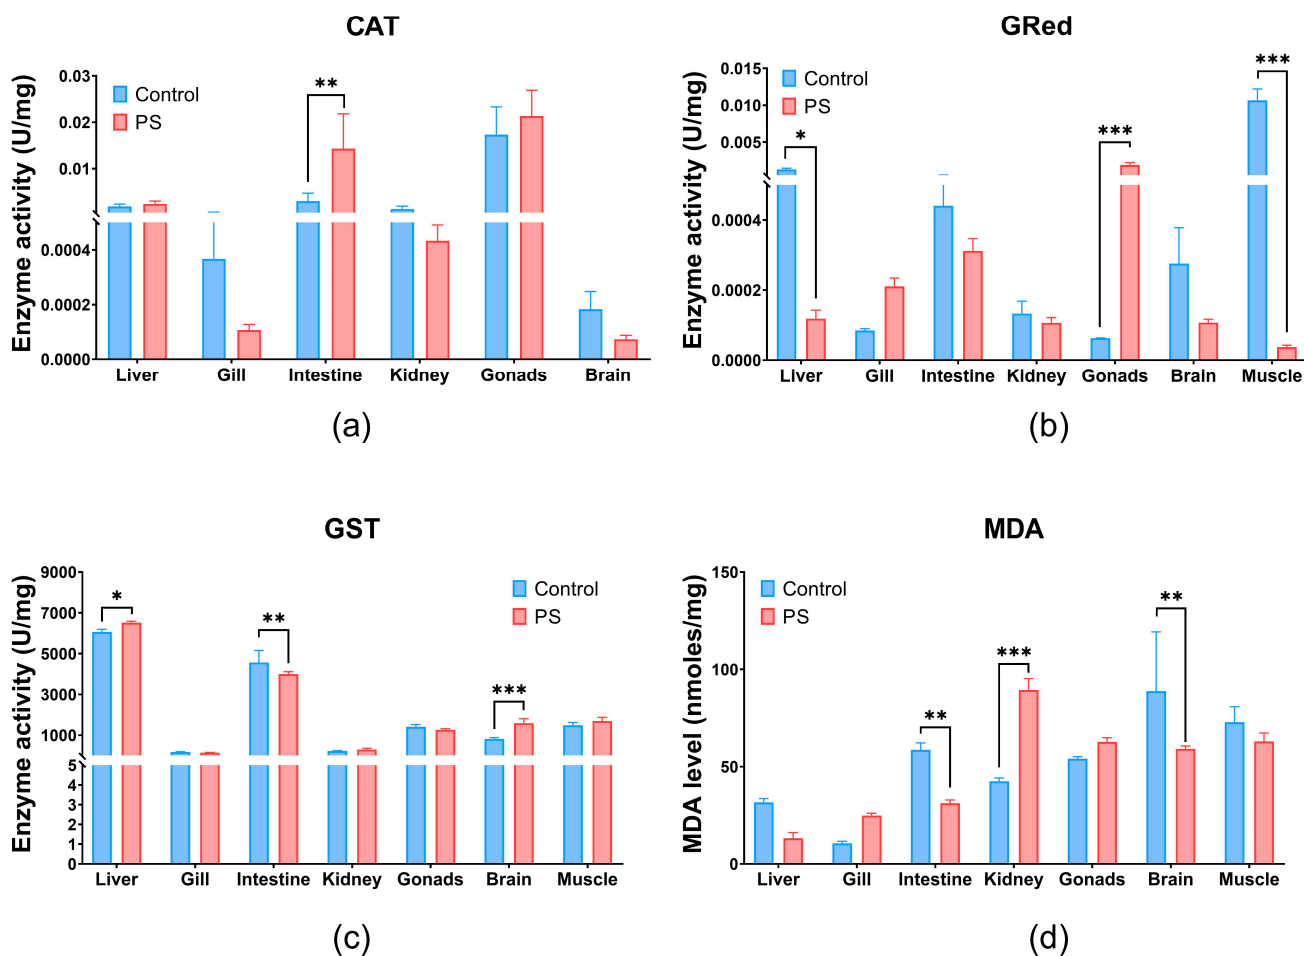 CAT
Enzyme activity (U/mg)
0.03
0.02
0.01
0.0004
0.0002
0.0000
Control
PS
**
Liver Gill Intestine Kidney Gonads Brain
(a)
GRed
Enzyme activity (U/mg)
0.015
0.010
0.005
0.0004
0.0002
0.0000
Control
PS
*
***
***
Liver Gill Intestine Kidney Gonads Brain Muscle
(b)
GST
Enzyme activity (U/mg)
9000
7000
5000
3000
1000
5
4
3
2
1
0
Control
PS
*
**
***
Liver Gill Intestine Kidney Gonads Brain Muscle
(c)
MDA
MDA level (nmoles/mg)
150
100
50
0
Control
PS
**
***
**
Liver Gill Intestine Kidney Gonads Brain Muscle
(d)